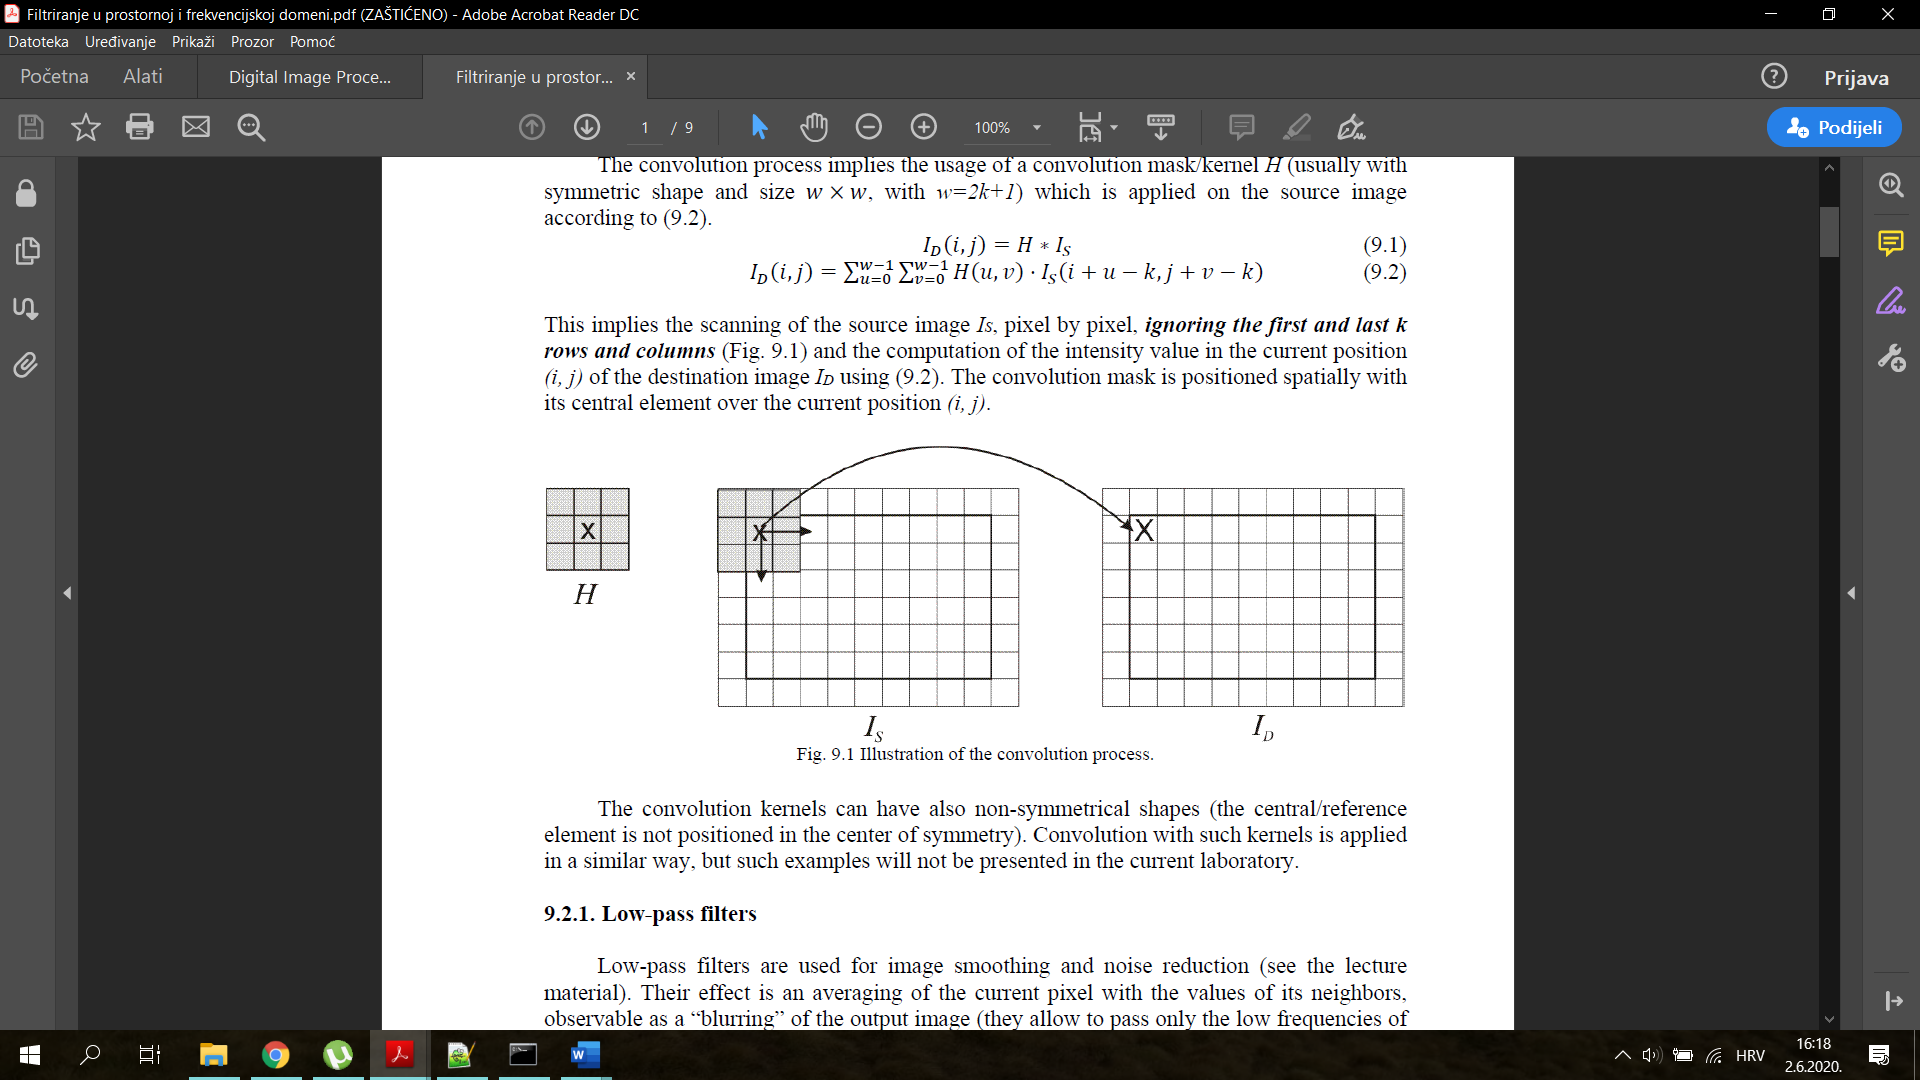 Filtriranje u prostornoj i frekvencijskoj domeni.pdf (ZAŠTIĆENO) - Adobe Acrobat Reader DC
Datoteka Uređivanje Prikaži Prozor Pomoć
Početna Alati Digital Image Proce... Filtriranje u prostor... × Prijava
1 / 9 100% Podijeli
The convolution process implies the usage of a convolution mask/kernel H (usually with
symmetric shape and size w × w, with w=2k+1) which is applied on the source image
according to (9.2).
I_D(i,j) = H ∗ I_S (9.1)
I_D(i,j) = ∑_{u=0}^{w−1} ∑_{v=0}^{w−1} H(u,v) · I_S(i + u − k, j + v − k) (9.2)
This implies the scanning of the source image Is, pixel by pixel, ignoring the first and last k
rows and columns (Fig. 9.1) and the computation of the intensity value in the current position
(i, j) of the destination image I_D using (9.2). The convolution mask is positioned spatially with
its central element over the current position (i, j).
X
X
X
H
I_S
I_D
Fig. 9.1 Illustration of the convolution process.
The convolution kernels can have also non-symmetrical shapes (the central/reference
element is not positioned in the center of symmetry). Convolution with such kernels is applied
in a similar way, but such examples will not be presented in the current laboratory.
9.2.1. Low-pass filters
Low-pass filters are used for image smoothing and noise reduction (see the lecture
material). Their effect is an averaging of the current pixel with the values of its neighbors,
observable as a “blurring” of the output image (they allow to pass only the low frequencies of
HRV
16:18
2.6.2020.